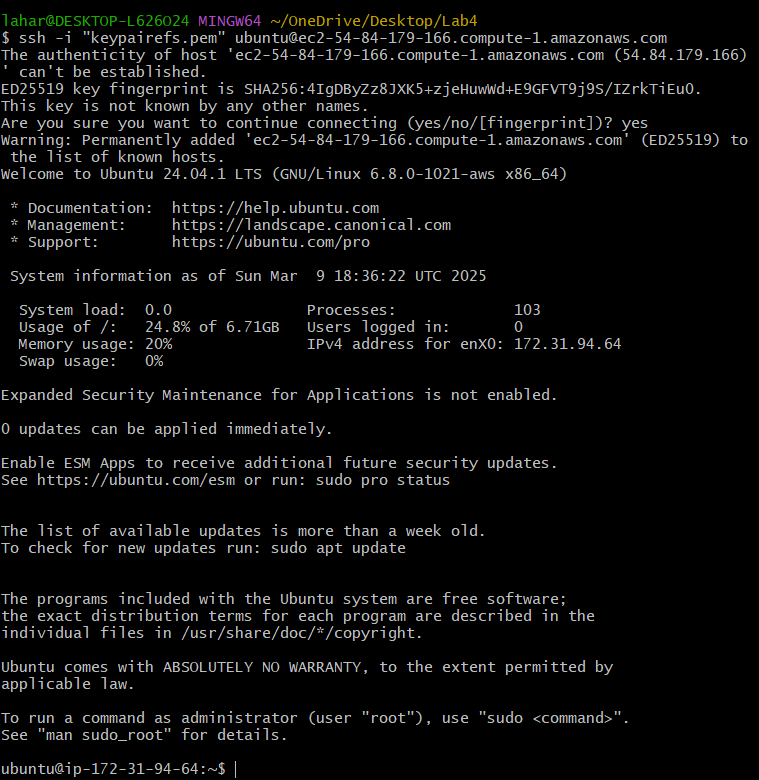 lahar@DESKTOP-L626O24 MINGW64 ~/OneDrive/Desktop/Lab4
$ ssh -i "keypairefs.pem" ubuntu@ec2-54-84-179-166.compute-1.amazonaws.com
The authenticity of host 'ec2-54-84-179-166.compute-1.amazonaws.com (54.84.179.166)
' can't be established.
ED25519 key fingerprint is SHA256:4IgDByZz8JXK5+zjeHuwWd+E9GFVT9j9S/IZrkTiEu0.
This key is not known by any other names.
Are you sure you want to continue connecting (yes/no/[fingerprint])? yes
Warning: Permanently added 'ec2-54-84-179-166.compute-1.amazonaws.com' (ED25519) to
 the list of known hosts.
Welcome to Ubuntu 24.04.1 LTS (GNU/Linux 6.8.0-1021-aws x86_64)

 * Documentation:  https://help.ubuntu.com
 * Management:     https://landscape.canonical.com
 * Support:        https://ubuntu.com/pro

 System information as of Sun Mar  9 18:36:22 UTC 2025

  System load:  0.0                Processes:             103
  Usage of /:   24.8% of 6.71GB   Users logged in:       0
  Memory usage: 20%               IPv4 address for enX0: 172.31.94.64
  Swap usage:   0%

Expanded Security Maintenance for Applications is not enabled.

0 updates can be applied immediately.

Enable ESM Apps to receive additional future security updates.
See https://ubuntu.com/esm or run: sudo pro status

The list of available updates is more than a week old.
To check for new updates run: sudo apt update

The programs included with the Ubuntu system are free software;
the exact distribution terms for each program are described in the
individual files in /usr/share/doc/*/copyright.

Ubuntu comes with ABSOLUTELY NO WARRANTY, to the extent permitted by
applicable law.

To run a command as administrator (user "root"), use "sudo <command>".
See "man sudo_root" for details.

ubuntu@ip-172-31-94-64:~$